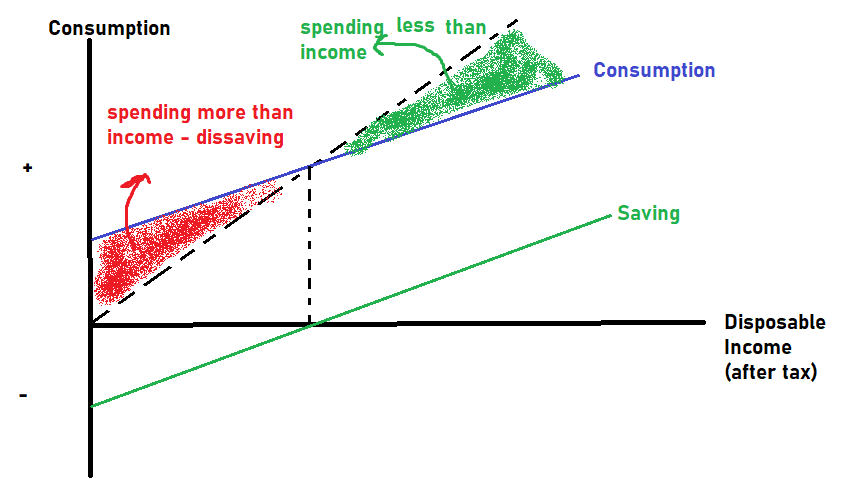 Consumption
spending less than
income
Consumption
spending more than
income - dissaving
+
Saving
Disposable
Income
(after tax)
-